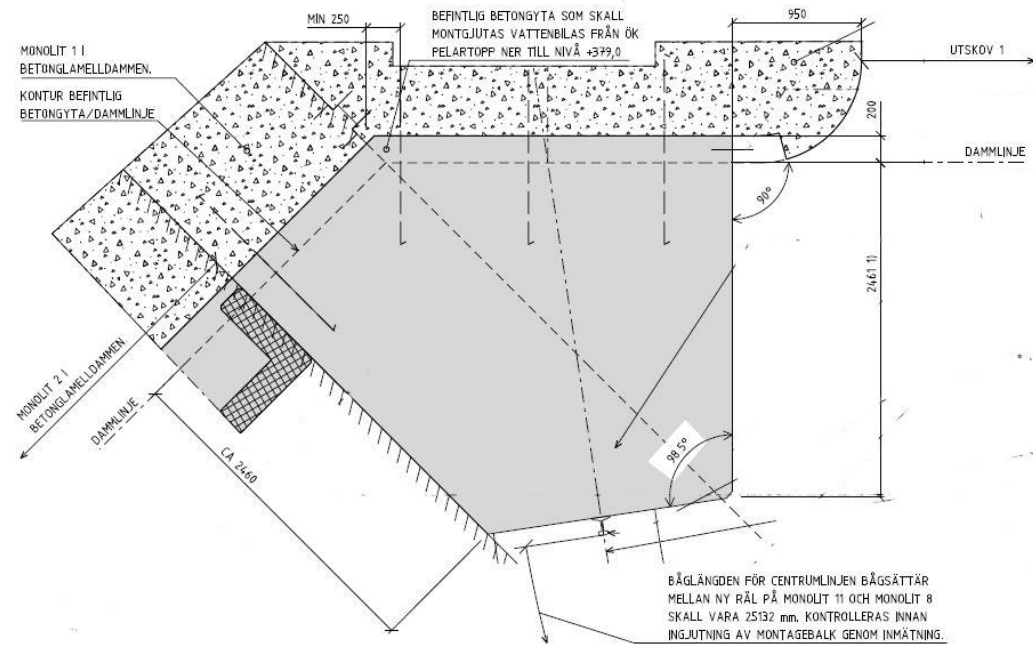 MIN 250
BEFINTLIG BETONGYTA SOM SKALL
MONTGJUTAS VATTENBILAS FRÅN ÖK
PELARTOPP NER TILL NIVÅ +379,0
950
MONOLIT 1 I
BETONGLAMELLDAMMEN.
KONTUR BEFINTLIG
BETONGYTA/DAMMLINJE
UTSKOV 1
200
DAMMLINJE
90°
2461 1)
MONOLIT 2 I
BETONGLAMELLDAMMEN.
DAMMLINJE
CA 2460
98.5°
BÅGLÄNGDEN FÖR CENTRUMLINJEN BÅGSÄTTAR
MELLAN NY RÄL PÅ MONOLIT 11 OCH MONOLIT 8
SKALL VARA 25132 mm. KONTROLLERAS INNAN
INGJUTNING AV MONTAGEBALK GENOM INMÄTNING.